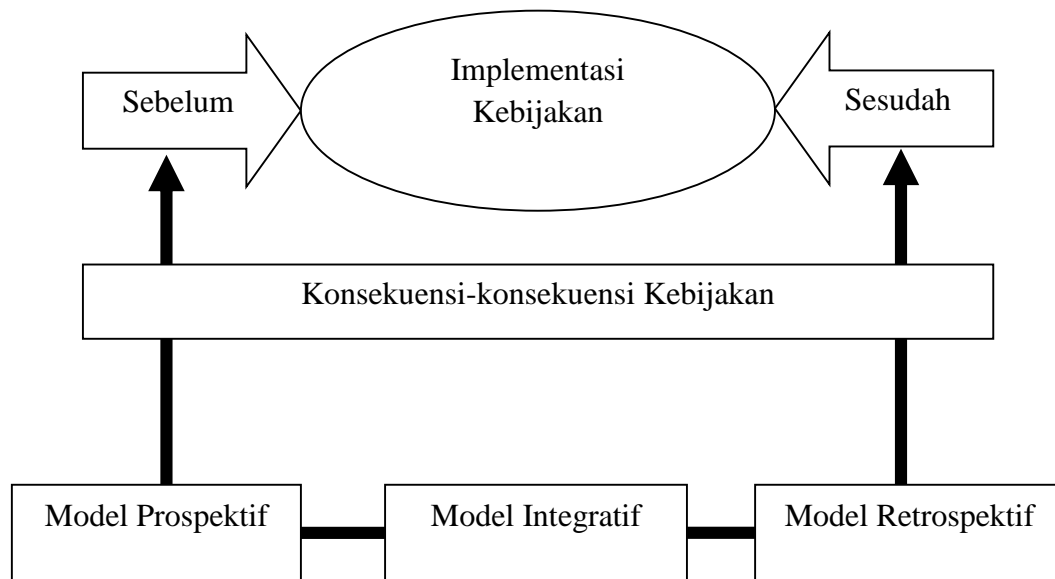 Implementasi
Kebijakan
Sebelum
Sesudah
Konsekuensi-konsekuensi Kebijakan
Model Prospektif
Model Integratif
Model Retrospektif